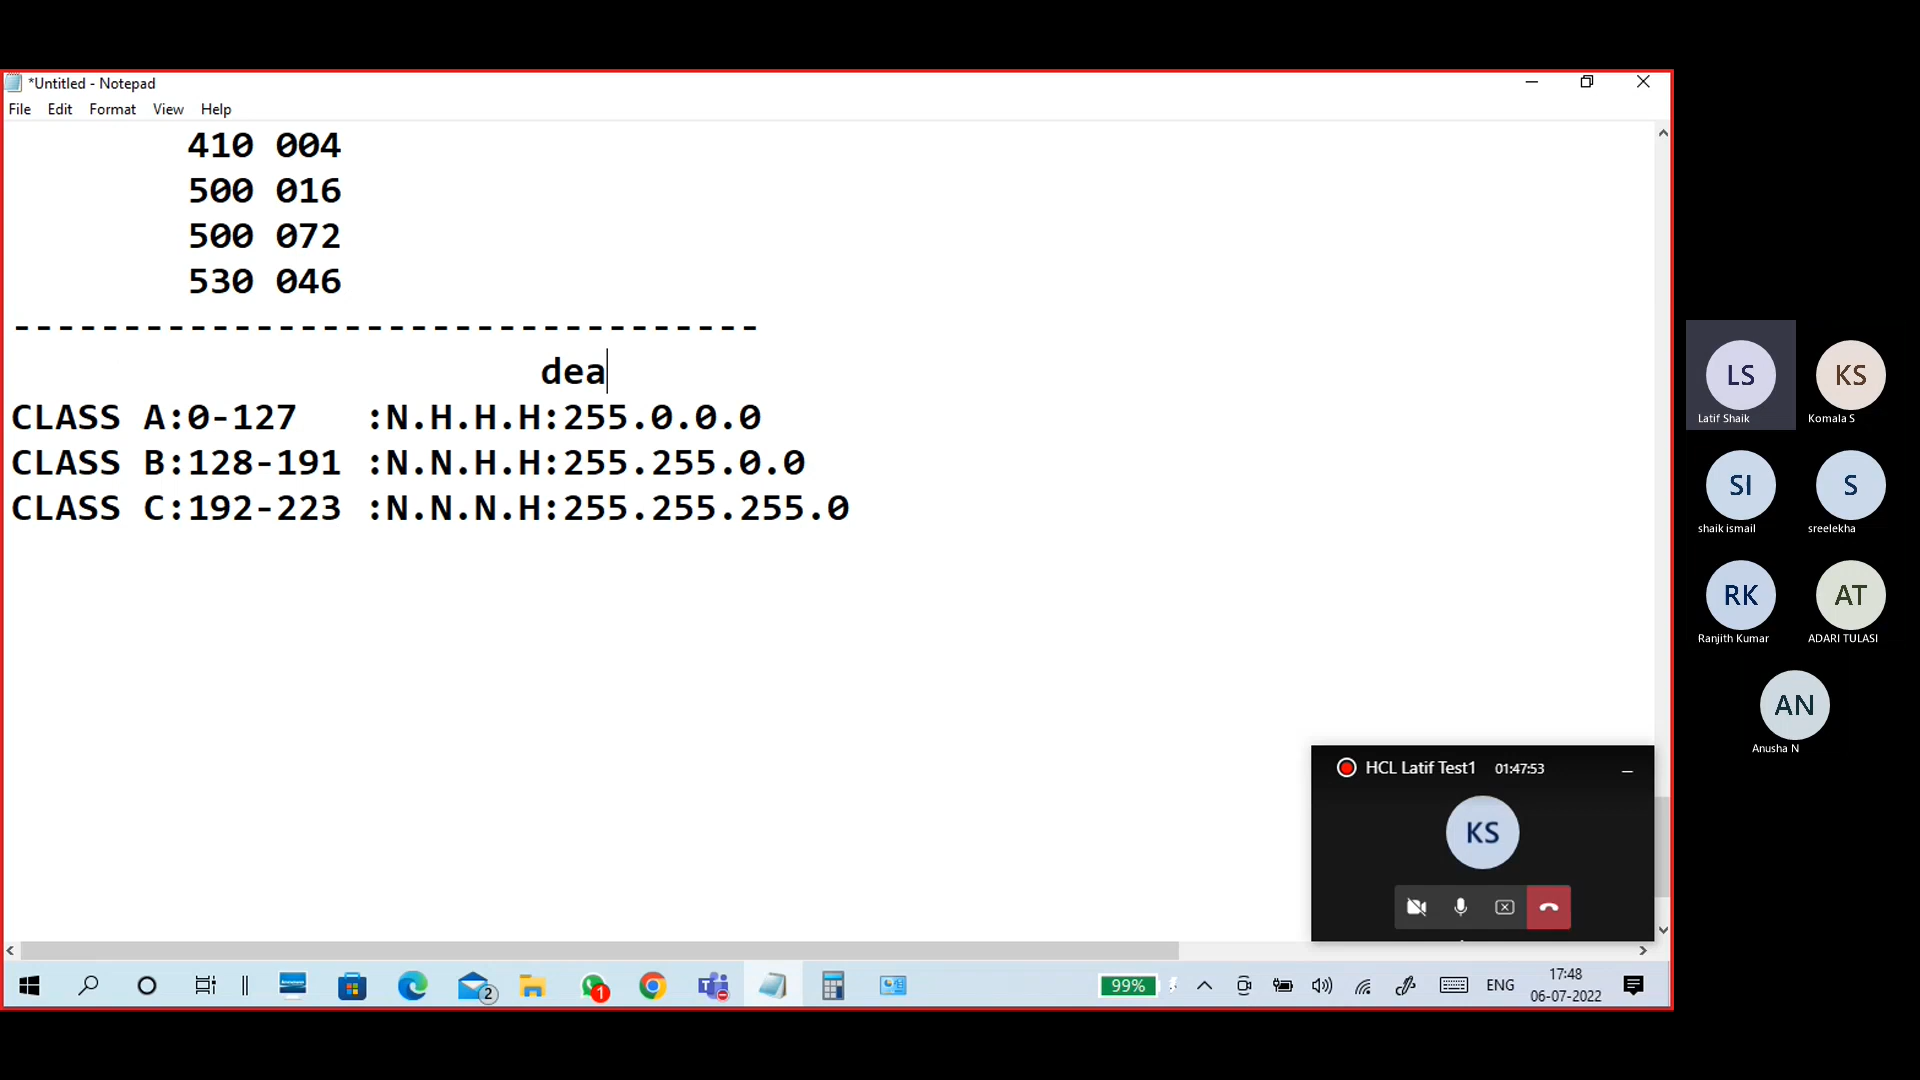 *Untitled - Notepad
File Edit Format View Help
410 004
500 016
500 072
530 046
----------------------------------
dea
CLASS A:0-127 :N.H.H.H:255.0.0.0
CLASS B:128-191 :N.N.H.H:255.255.0.0
CLASS C:192-223 :N.N.N.H:255.255.255.0
LS
Latif Shaik
KS
Komala S
SI
shaik ismail
S
sreelekha
RK
Ranjith Kumar
AT
ADARI TULASI
AN
Anusha N
HCL Latif Test1 01:47:53
KS
2
1
99%
ENG
17:48
06-07-2022